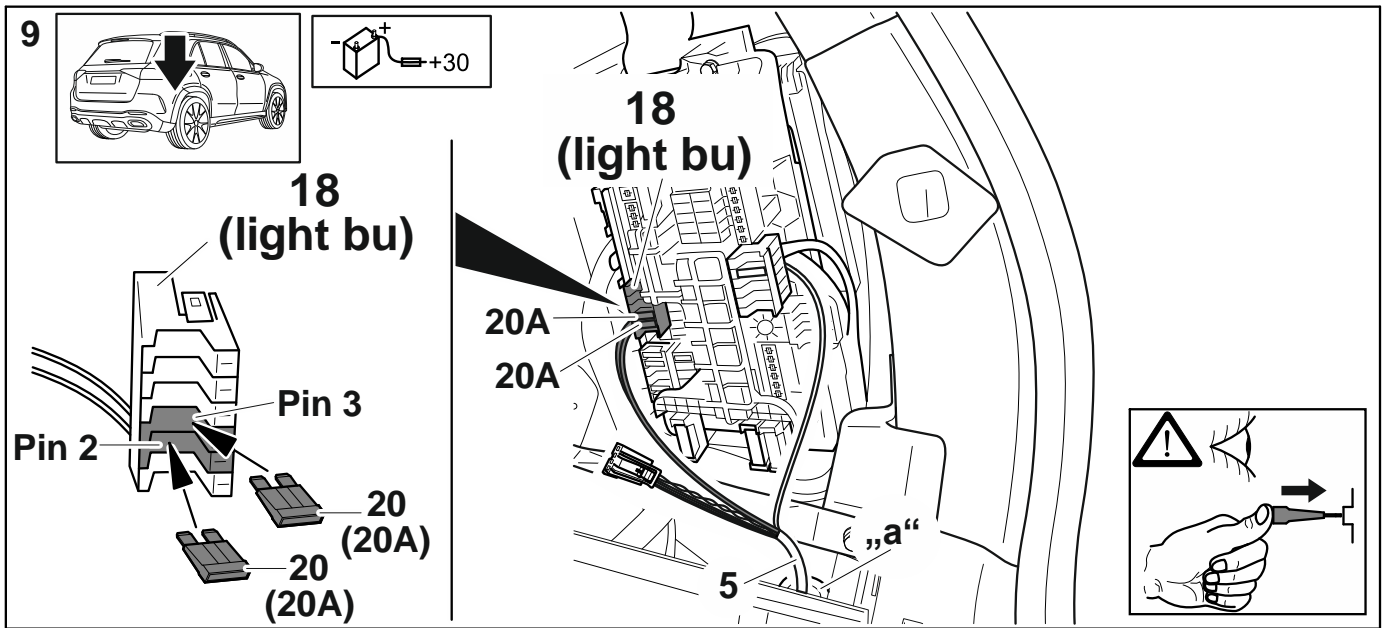 9
- +
+30
18
(light bu)
18
(light bu)
20A
20A
Pin 3
Pin 2
20
(20A)
20
(20A)
5
„a“
!